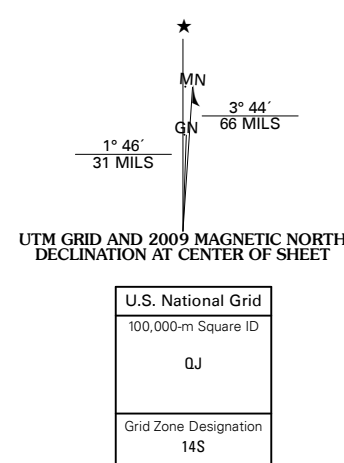 ★
MN
3° 44´
66 MILS
GN
1° 46´
31 MILS
UTM GRID AND 2009 MAGNETIC NORTH
DECLINATION AT CENTER OF SHEET
U.S. National Grid
100,000-m Square ID
QJ
Grid Zone Designation
14S